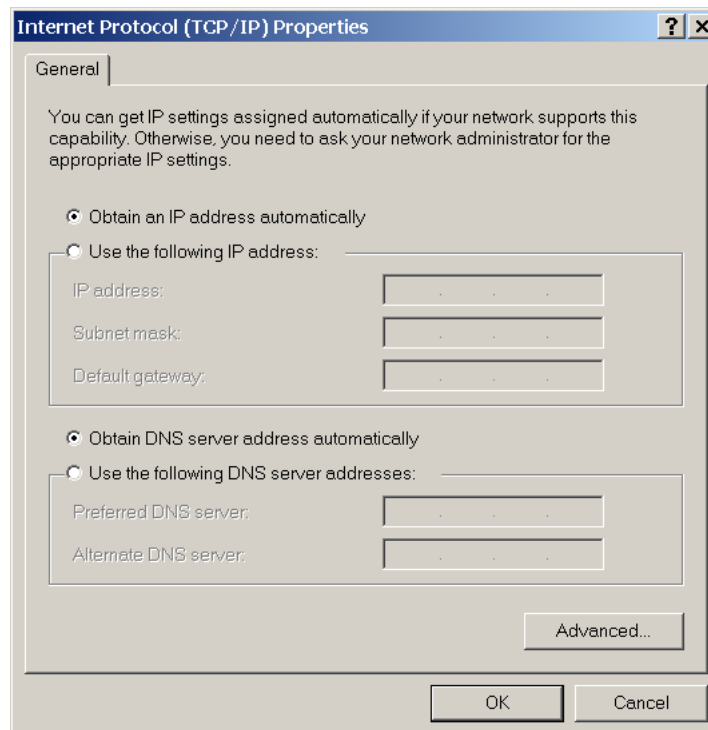 Internet Protocol (TCP/IP) Properties
General
You can get IP settings assigned automatically if your network supports this
capability. Otherwise, you need to ask your network administrator for the
appropriate IP settings.
Obtain an IP address automatically
Use the following IP address:
IP address:
Subnet mask:
Default gateway:
Obtain DNS server address automatically
Use the following DNS server addresses:
Preferred DNS server:
Alternate DNS server:
Advanced...
OK Cancel